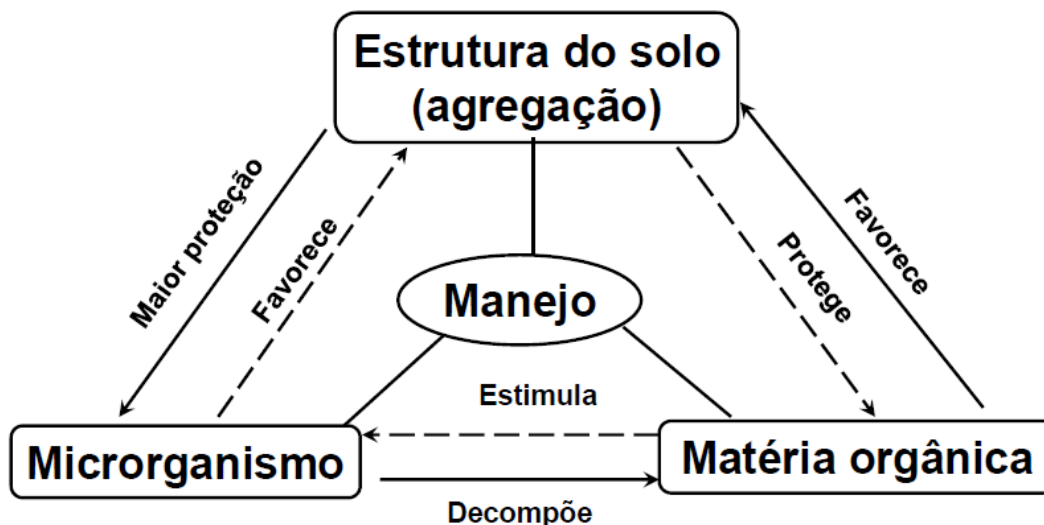 Estrutura do solo
(agregação)
Maior proteção
Favorece
Favorece
Protege
Manejo
Estimula
Microrganismo
Matéria orgânica
Decompõe